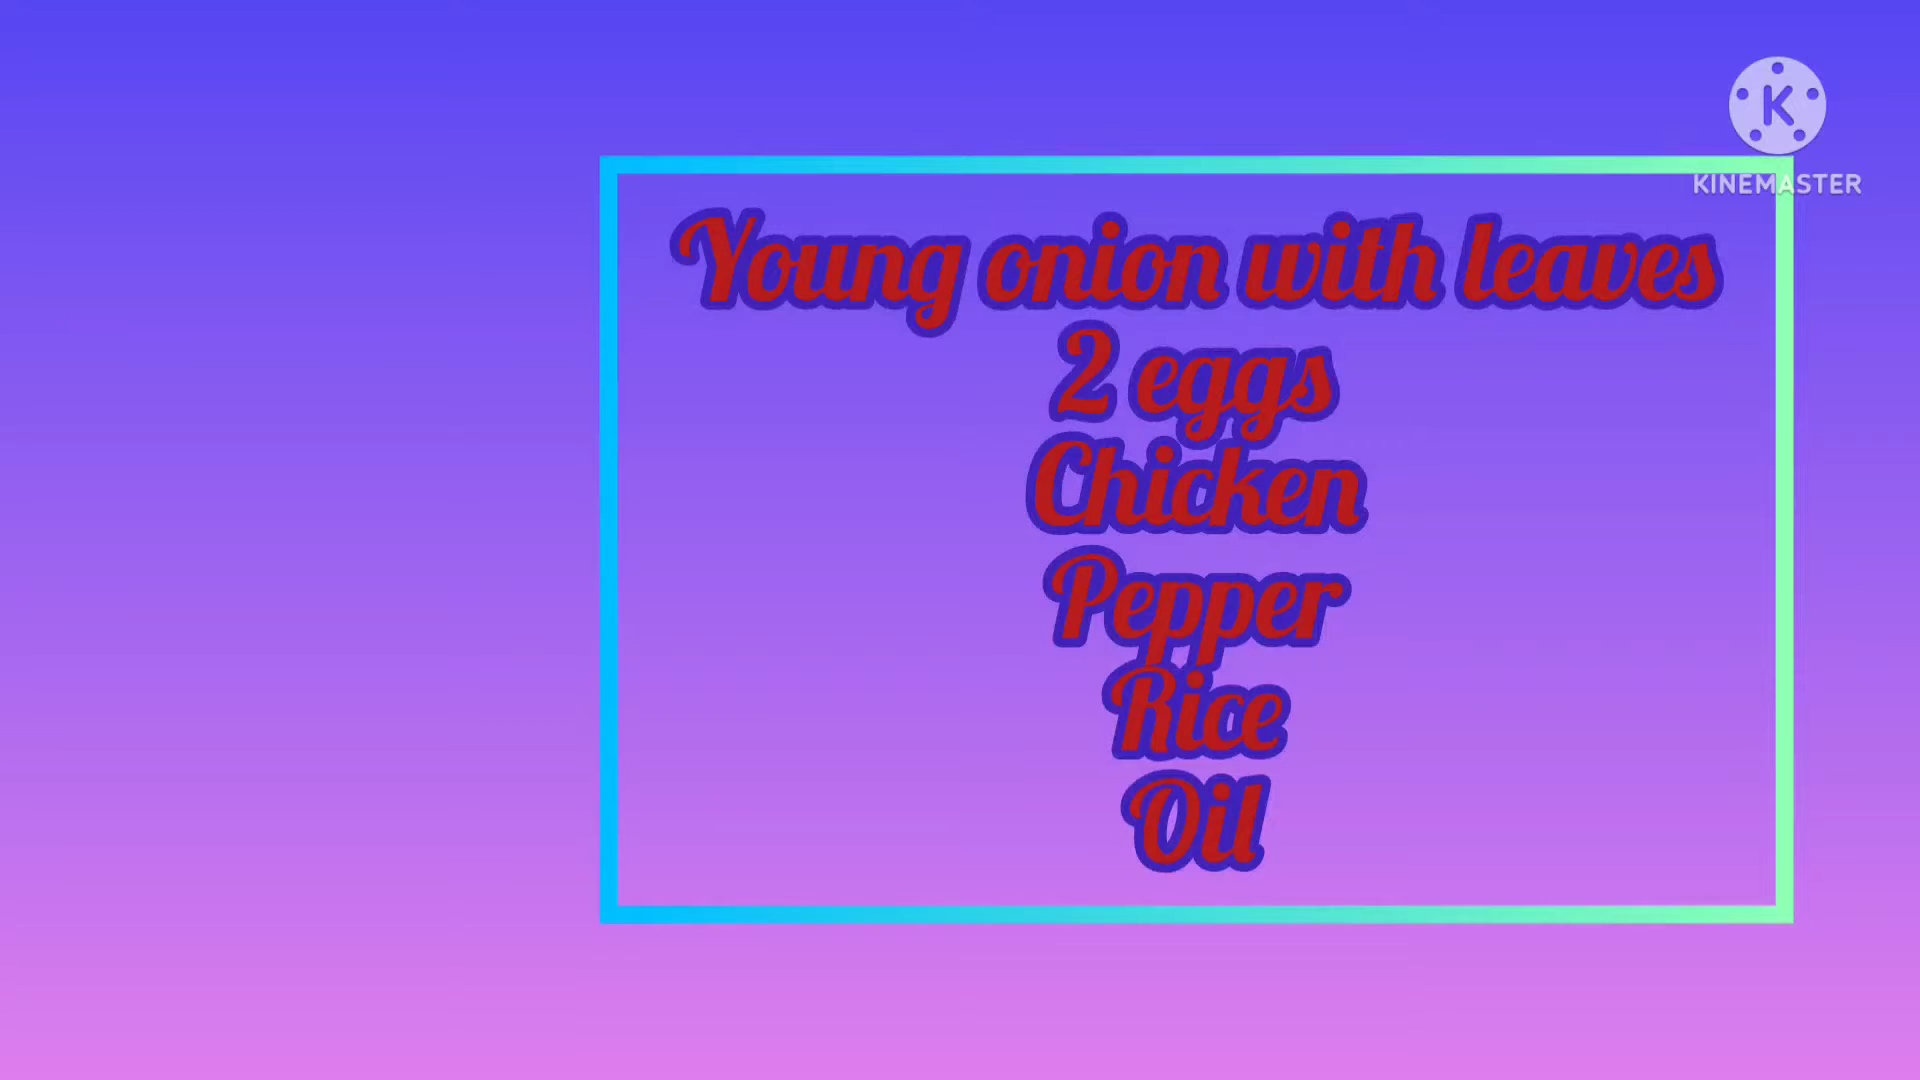 K
KINEMASTER
Young onion with leaves
2 eggs
Chicken
Pepper
Rice
Oil